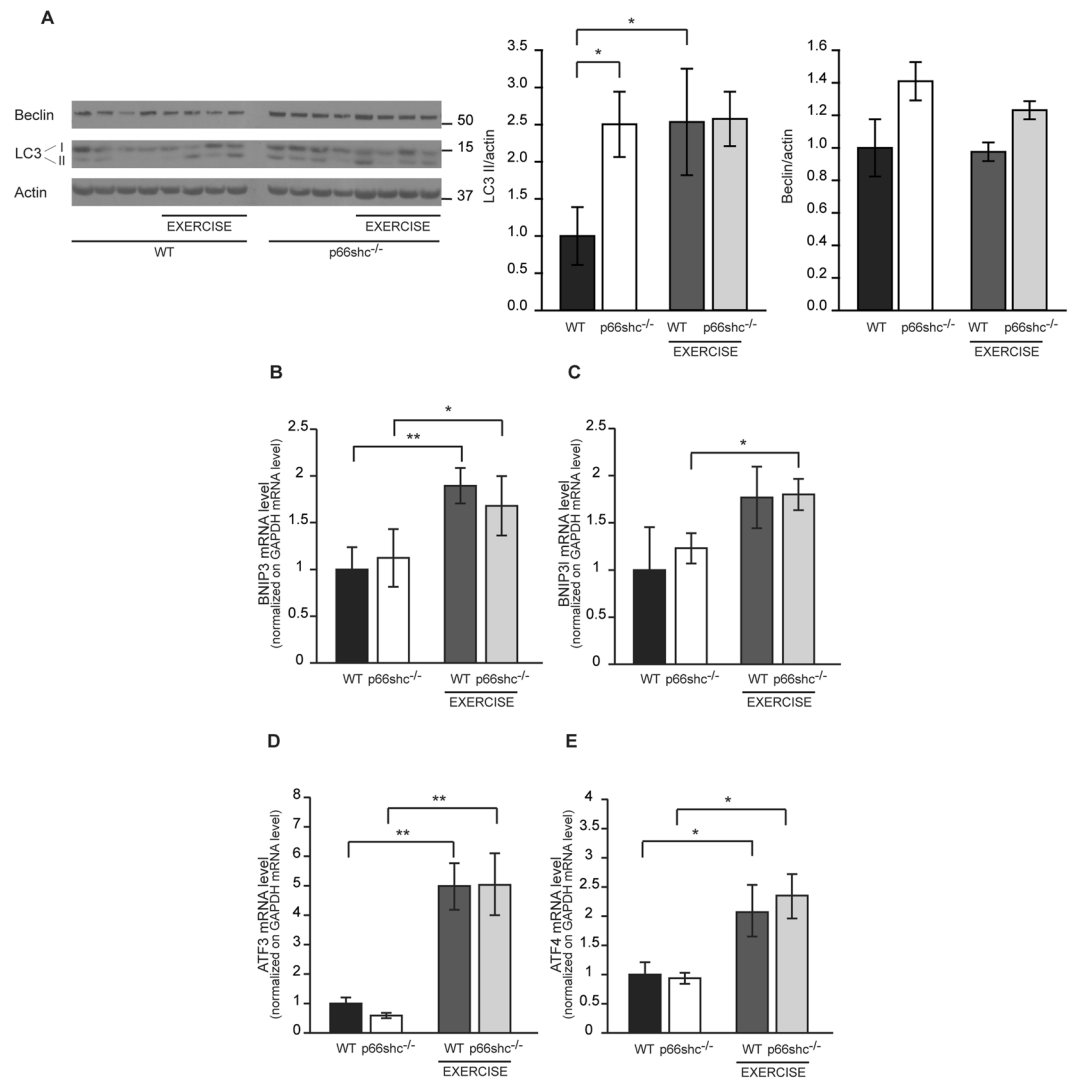 A
Beclin
LC3
I
II
Actin
50
15
37
EXERCISE
EXERCISE
WT
p66shc-/-
LC3 II/actin
3.5
3.0
2.5
2.0
1.5
1.0
0.5
0.0
*
*
WT
p66shc-/-
WT
p66shc-/-
EXERCISE
Beclin/actin
1.6
1.4
1.2
1.0
0.8
0.6
0.4
0.2
0.0
WT
p66shc-/-
WT
p66shc-/-
EXERCISE
B
BNIP3 mRNA level
(normalized on GAPDH mRNA level)
2.5
2
1.5
1
0.5
0
**
*
WT p66shc-/-
WT p66shc-/-
EXERCISE
C
BNIP3l mRNA level
(normalized on GAPDH mRNA level)
2.5
2
1.5
1
0.5
0
*
WT p66shc-/-
WT p66shc-/-
EXERCISE
D
ATF3 mRNA level
(normalized on GAPDH mRNA level)
8
7
6
5
4
3
2
1
0
**
**
WT p66shc-/-
WT p66shc-/-
EXERCISE
E
ATF4 mRNA level
(normalized on GAPDH mRNA level)
4
3.5
3
2.5
2
1.5
1
0.5
0
*
*
WT p66shc-/-
WT p66shc-/-
EXERCISE